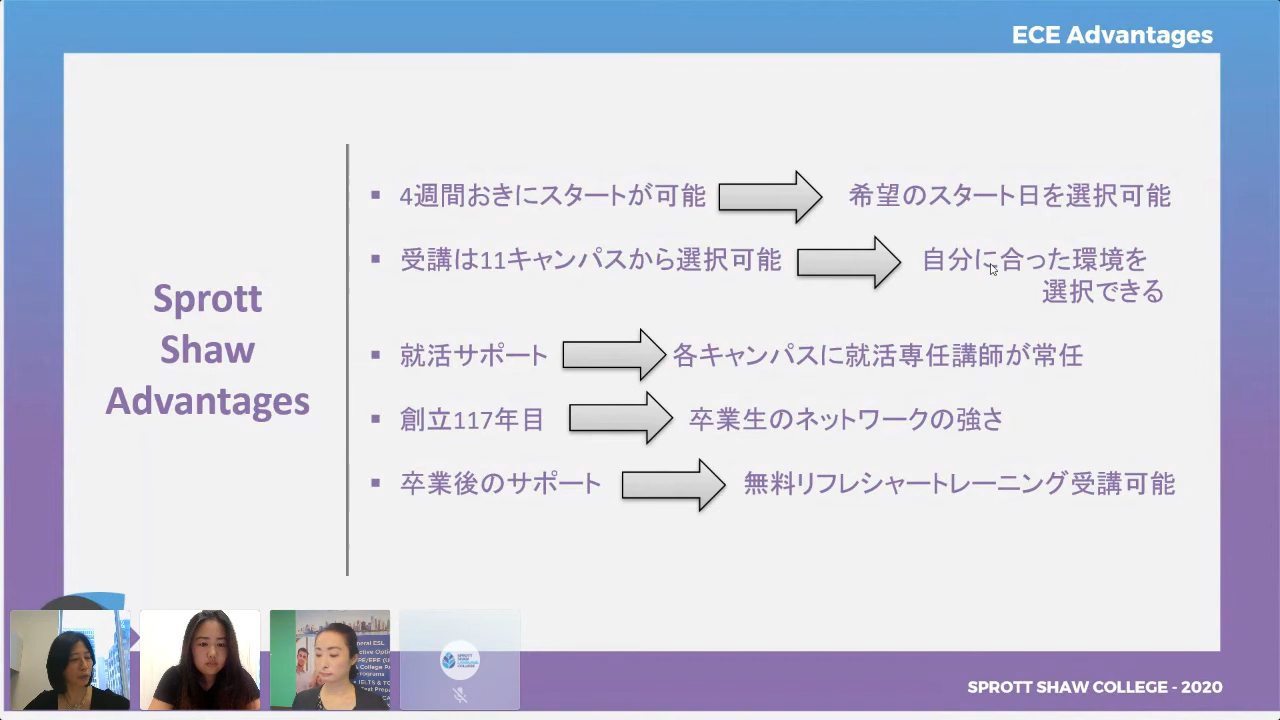 ECE Advantages
Sprott
Shaw
Advantages
▪ 4週間おきにスタートが可能 希望のスタート日を選択可能
▪ 受講は11キャンパスから選択可能 自分に合った環境を
選択できる
▪ 就活サポート 各キャンパスに就活専任講師が常任
▪ 創立117年目 卒業生のネットワークの強さ
▪ 卒業後のサポート 無料リフレシャートレーニング受講可能
SPROTT SHAW
COLLEGE
SPROTT SHAW COLLEGE - 2020